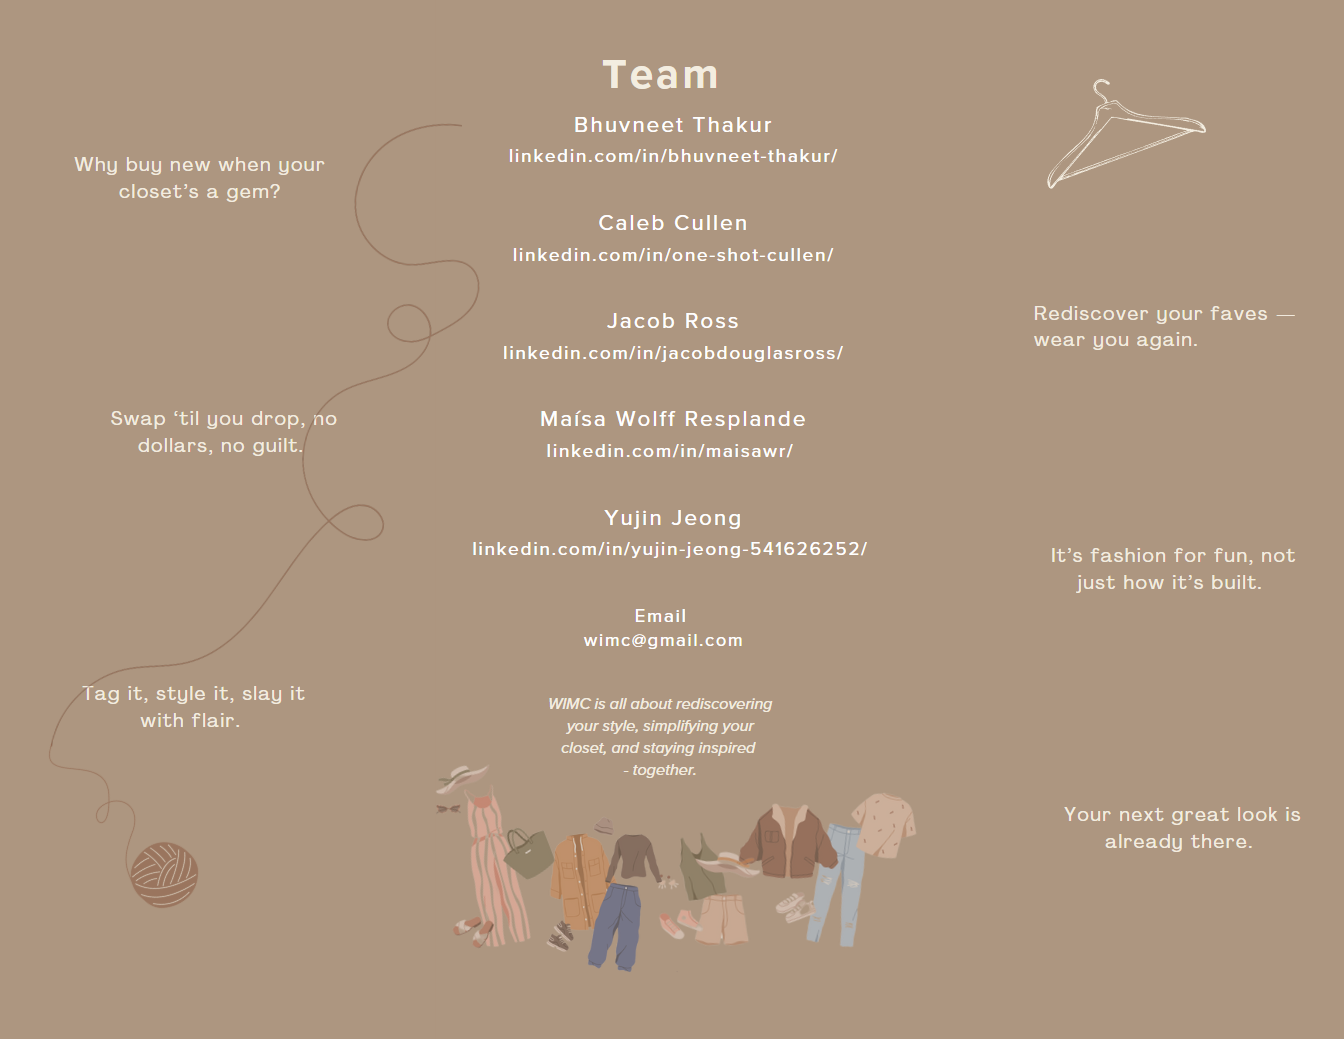 Team
Bhuvneet Thakur
linkedin.com/in/bhuvneet-thakur/
Caleb Cullen
linkedin.com/in/one-shot-cullen/
Jacob Ross
linkedin.com/in/jacobdouglasross/
Maísa Wolff Resplande
linkedin.com/in/maisawr/
Yujin Jeong
linkedin.com/in/yujin-jeong-541626252/
Email
wimc@gmail.com
WIMC is all about rediscovering
your style, simplifying your
closet, and staying inspired
- together.
Why buy new when your
closet’s a gem?
Swap ‘til you drop, no
dollars, no guilt.
Tag it, style it, slay it
with flair.
Rediscover your faves —
wear you again.
It’s fashion for fun, not
just how it’s built.
Your next great look is
already there.